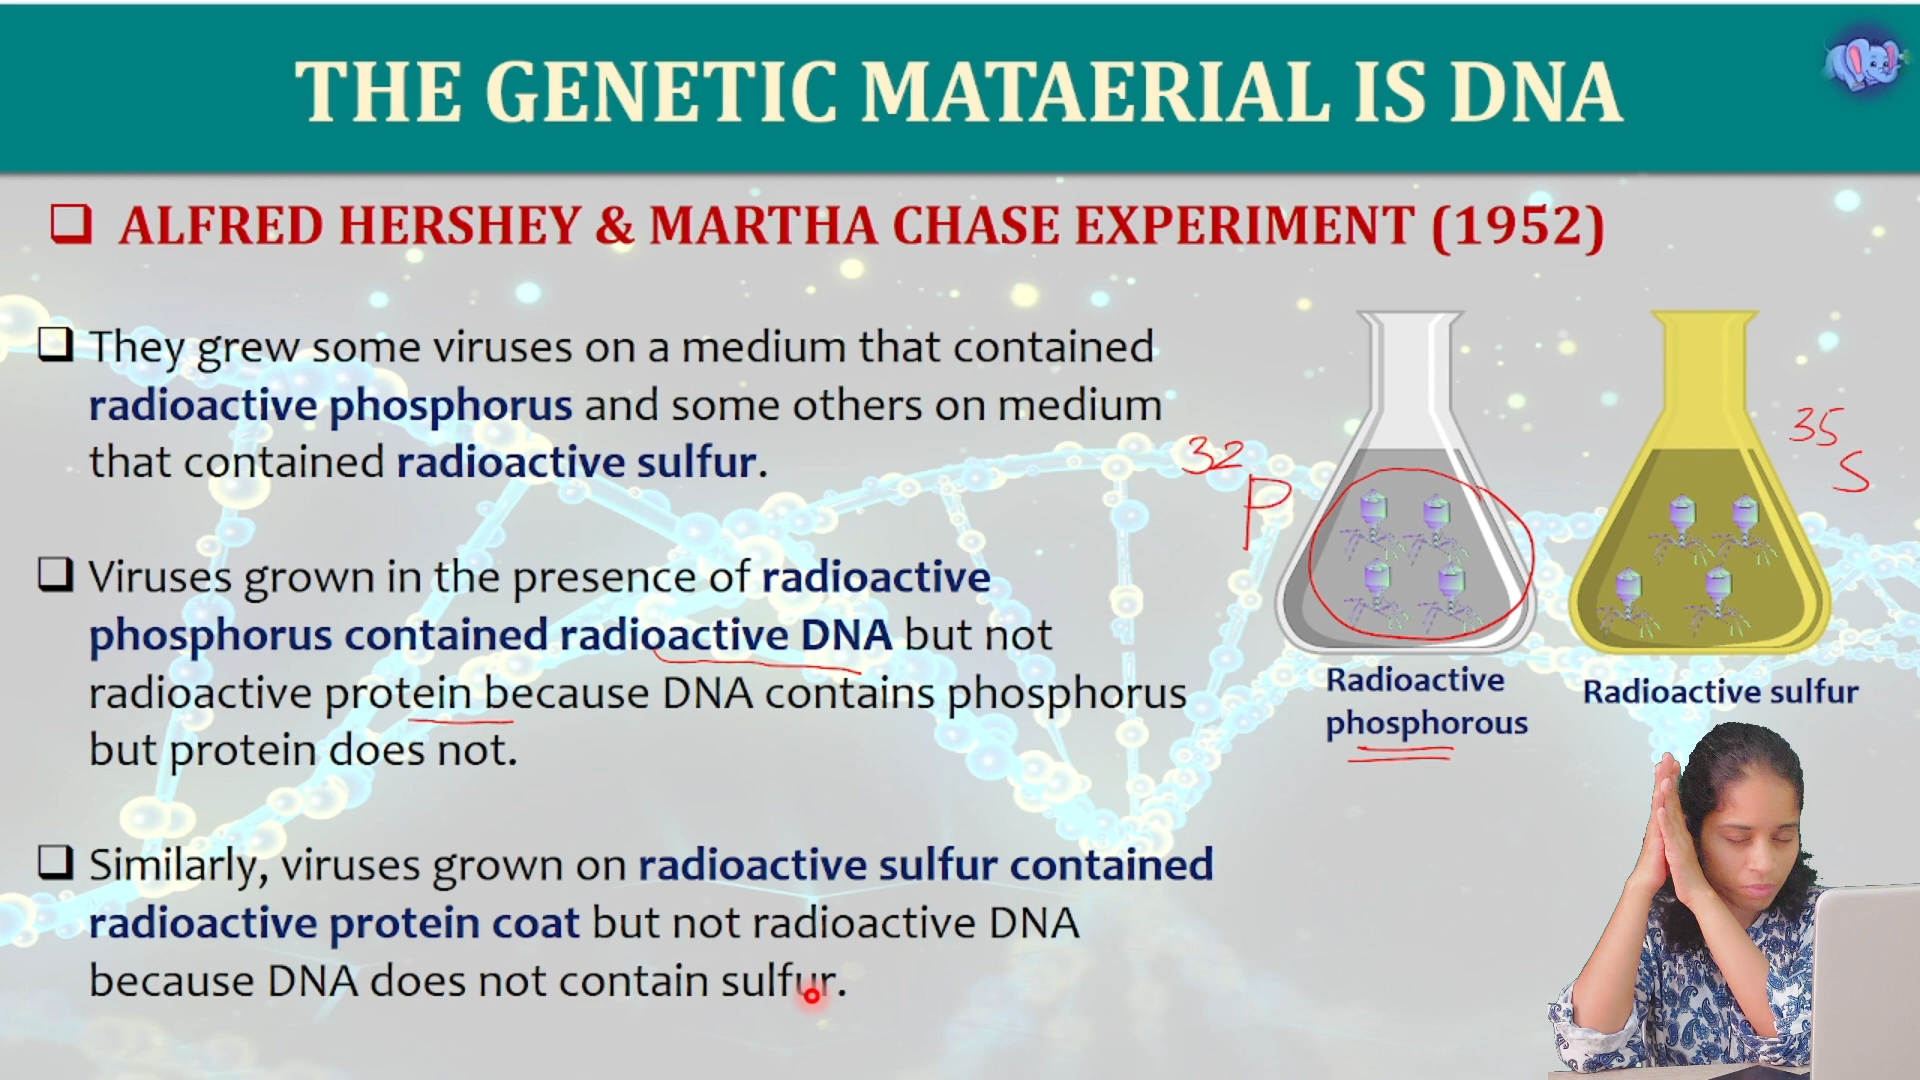 THE GENETIC MATAERIAL IS DNA
ALFRED HERSHEY & MARTHA CHASE EXPERIMENT (1952)
They grew some viruses on a medium that contained
radioactive phosphorus and some others on medium
that contained radioactive sulfur.
Viruses grown in the presence of radioactive
phosphorus contained radioactive DNA but not
radioactive protein because DNA contains phosphorus
but protein does not.
Similarly, viruses grown on radioactive sulfur contained
radioactive protein coat but not radioactive DNA
because DNA does not contain sulfur.
32
P
35
S
Radioactive
phosphorous
Radioactive sulfur